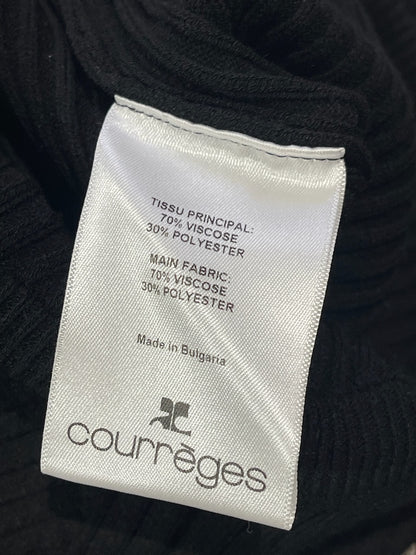 TISSU PRINCIPAL:
70% VISCOSE
30% POLYESTER
MAIN FABRIC:
70% VISCOSE
30% POLYESTER
Made in Bulgaria
courrèges